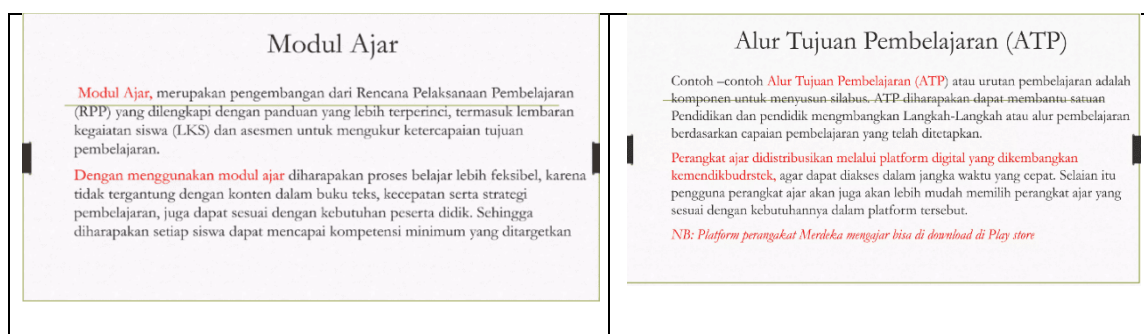 Modul Ajar
Modul Ajar, merupakan pengembangan dari Rencana Pelaksanaan Pembelajaran
(RPP) yang dilengkapi dengan panduan yang lebih terperinci, termasuk lembaran
kegaiatan siswa (LKS) dan asesmen untuk mengukur ketercapaian tujuan
pembelajaran.
Dengan menggunakan modul ajar diharapakan proses belajar lebih feksibel, karena
tidak tergantung dengan konten dalam buku teks, kecepatan serta strategi
pembelajaran, juga dapat sesuai dengan kebutuhan peserta didik. Sehingga
diharapakan setiap siswa dapat mencapai kompetensi minimum yang ditargetkan
Alur Tujuan Pembelajaran (ATP)
Contoh –contoh Alur Tujuan Pembelajaran (ATP) atau urutan pembelajaran adalah
komponen untuk menyusun silabus. ATP diharapakan dapat membantu satuan
Pendidikan dan pendidik mengmbangkan Langkah-Langkah atau alur pembelajaran
berdasarkan capaian pembelajaran yang telah ditetapkan.
Perangkat ajar didistribusikan melalui platform digital yang dikembangkan
kemendikbudrstek, agar dapat diakses dalam jangka waktu yang cepat. Selaian itu
pengguna perangkat ajar akan juga akan lebih mudah memilih perangkat ajar yang
sesuai dengan kebutuhannya dalam platform tersebut.
NB: Platform perangakat Merdeka mengajar bisa di download di Play store